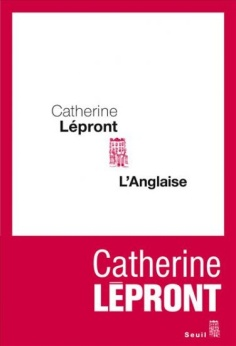 Catherine
Lépront
L'Anglaise
Catherine
LÉPRONT
Seuil